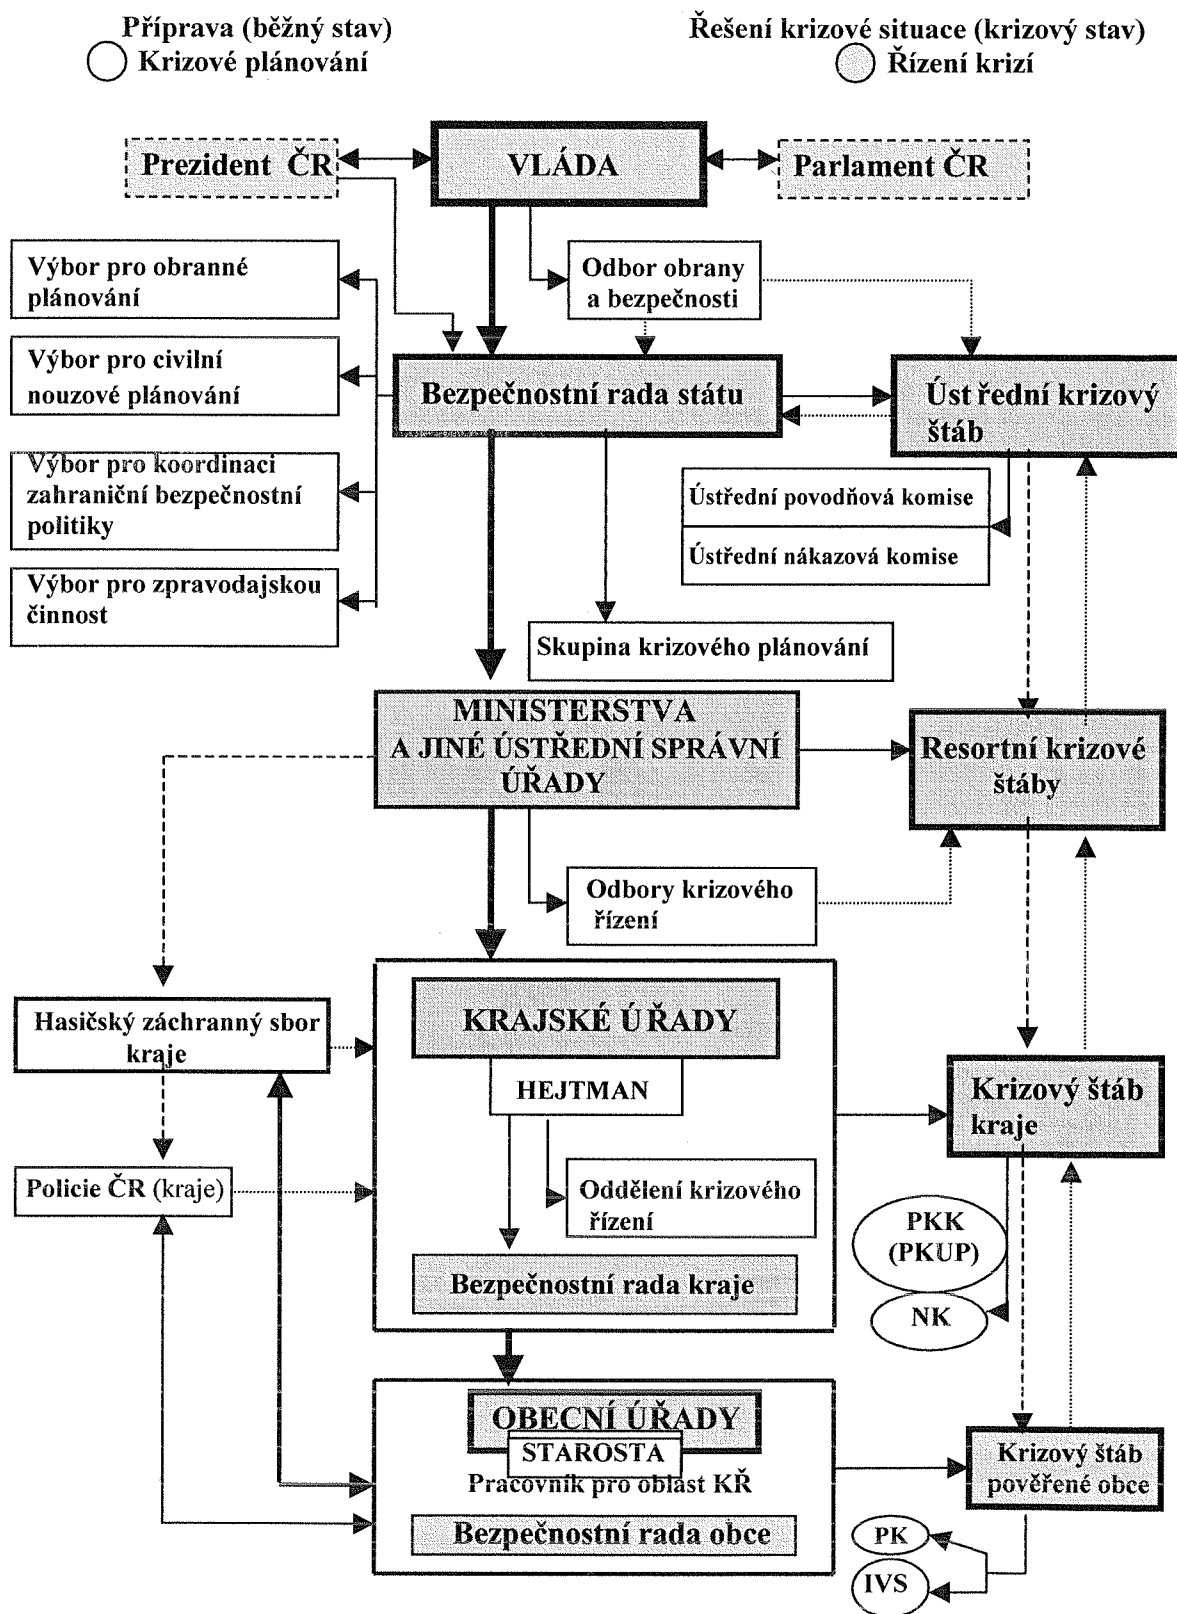 Příprava (běžný stav)
Krizové plánování
Řešení krizové situace (krizový stav)
Řízení krizí
Prezident ČR
VLÁDA
Parlament ČR
Výbor pro obranné
plánování
Odbor obrany
a bezpečnosti
Výbor pro civilní
nouzové plánování
Bezpečnostní rada státu
Úst řední krizový
štáb
Výbor pro koordinaci
zahraniční bezpečnostní
politiky
Ústřední povodňová komise
Ústřední nákazová komise
Výbor pro zpravodajskou
činnost
Skupina krizového plánování
MINISTERSTVA
A JINÉ ÚSTŘEDNÍ SPRÁVNÍ
ÚŘADY
Resortní krizové
štáby
Odbory krizového
řízení
Hasičský záchranný sbor
kraje
KRAJSKÉ Ú ŘADY
HEJTMAN
Krizový štáb
kraje
Policie ČR (kraje)
Oddělení krizového
řízení
PKK
(PKUP)
Bezpečnostní rada kraje
NK
OBECNÍ ÚŘADY
STAROSTA
Pracovník pro oblast KŘ
Krizový štáb
pověřené obce
Bezpečnostní rada obce
PK
IVS